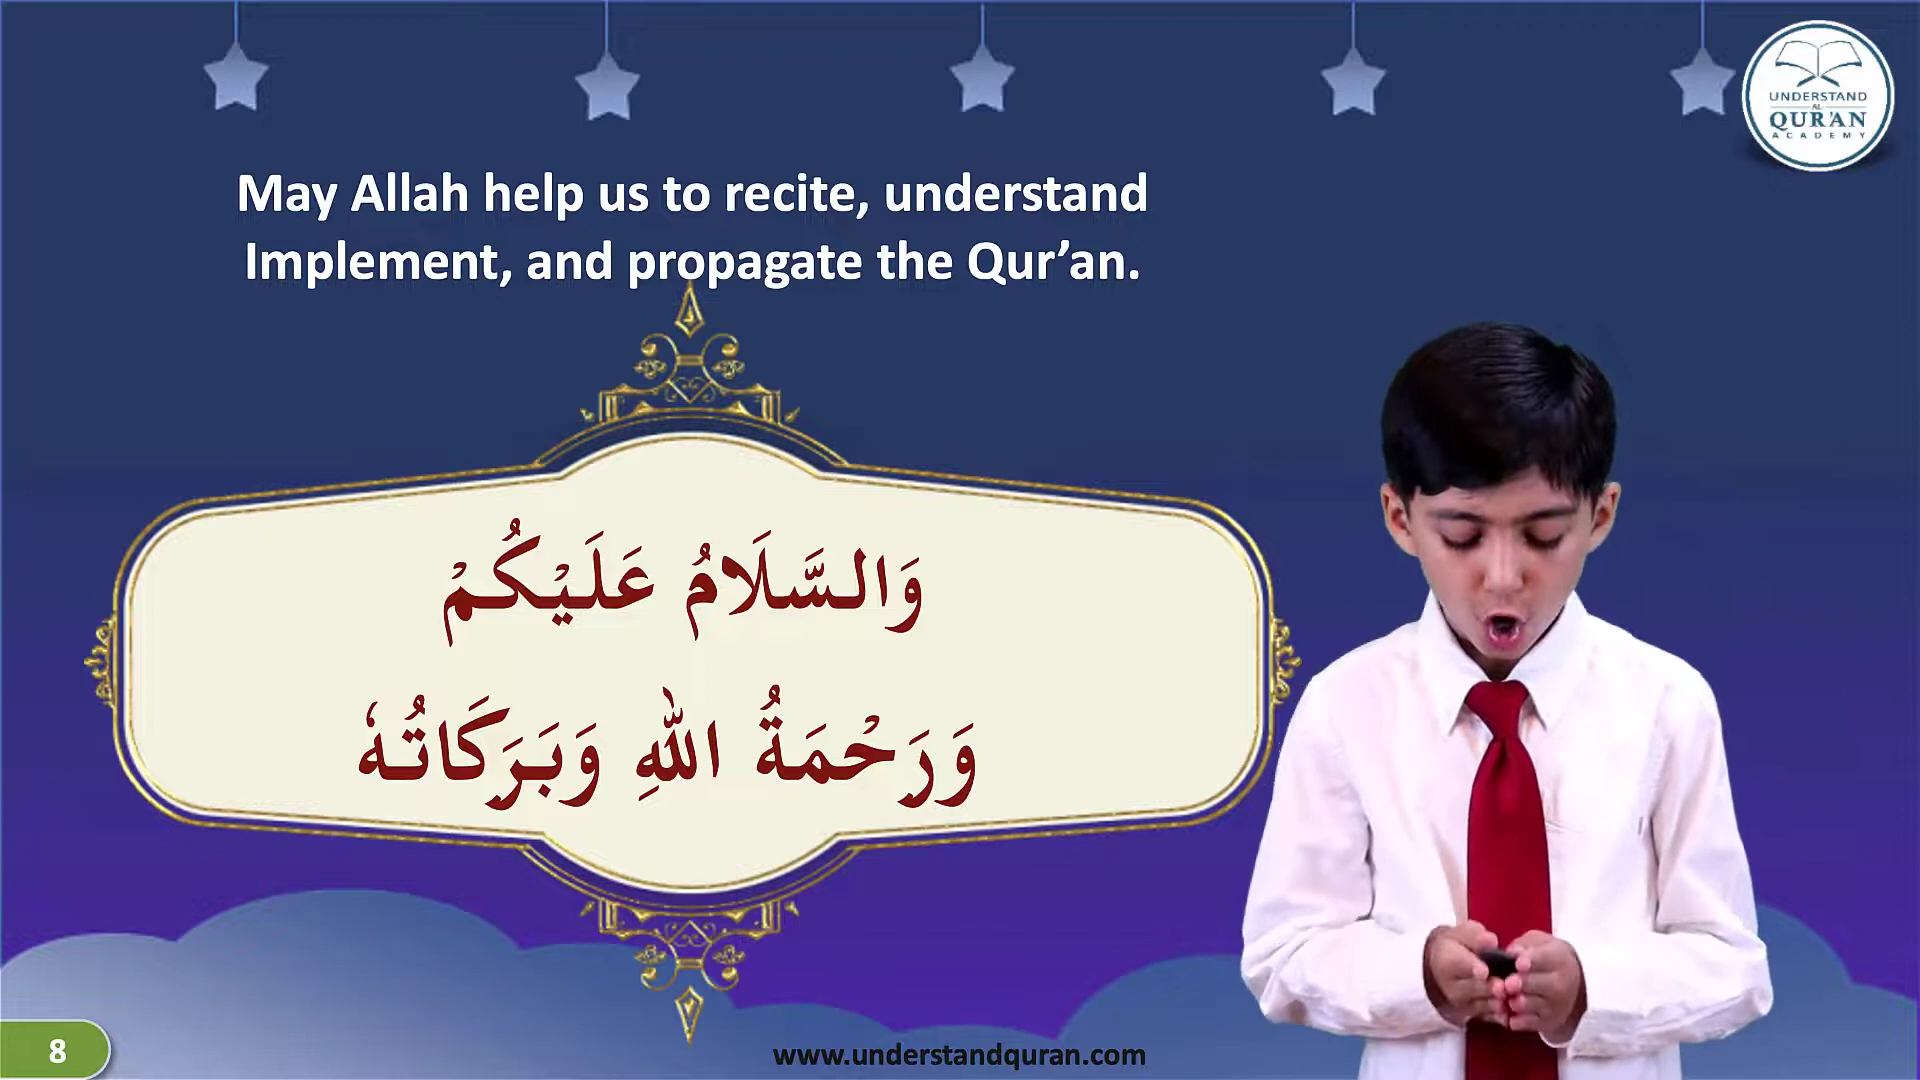 UNDERSTAND
AL
QUR'AN
ACADEMY
May Allah help us to recite, understand
Implement, and propagate the Qur’an.
وَالسَّلَامُ عَلَيْكُمْ
وَرَحْمَةُ اللهِ وَبَرَكَاتُهٗ
8
www.understandquran.com